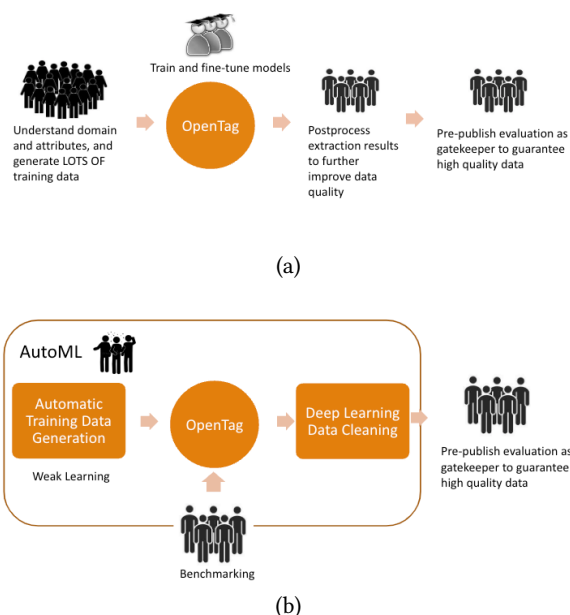 Train and fine-tune models
OpenTag
Understand domain
and attributes, and
generate LOTS OF
training data
Postprocess
extraction results
to further
improve data
quality
Pre-publish evaluation as
gatekeeper to guarantee
high quality data
(a)
AutoML
Automatic
Training Data
Generation
Weak Learning
OpenTag
Deep Learning
Data Cleaning
Pre-publish evaluation as
gatekeeper to guarantee
high quality data
Benchmarking
(b)